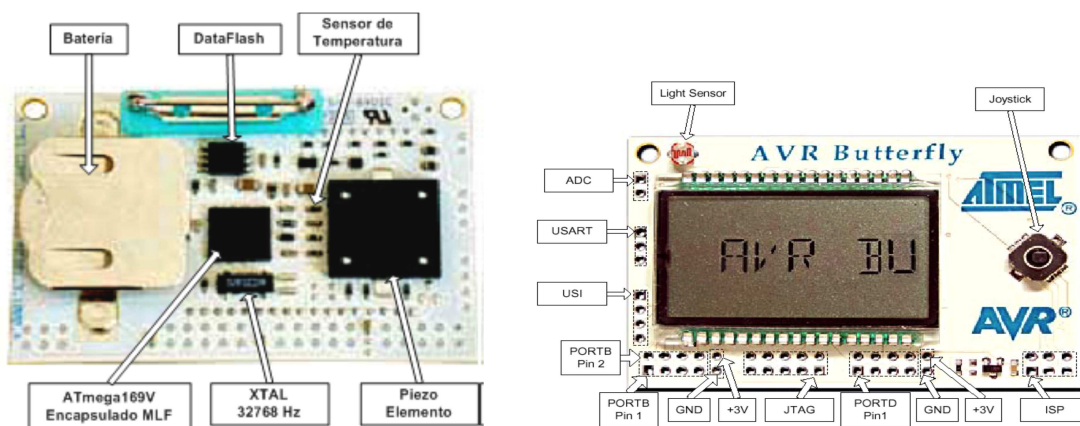 Batería
DataFlash
Sensor de
Temperatura
ATmega169V
Encapsulado MLF
XTAL
32768 Hz
Piezo
Elemento
Light Sensor
Joystick
AVR Butterfly
ATMEL®
ADC
USART
USI
AVR BU
AVR®
PORTB
Pin 2
PORTB
Pin 1
GND
+3V
JTAG
PORTD
Pin1
GND
+3V
ISP